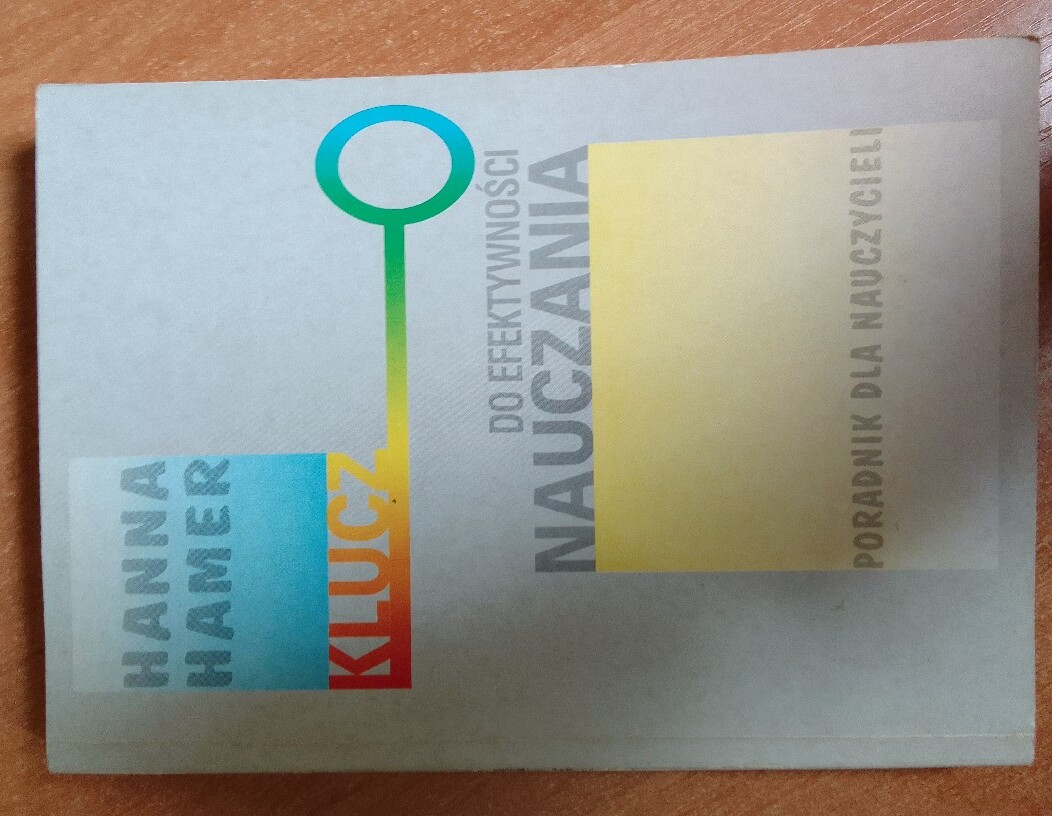 HANNA
HAMER
KLUCZ
DO EFEKTYWNOŚCI
NAUCZANIA
PORADNIK DLA NAUCZYCIELI